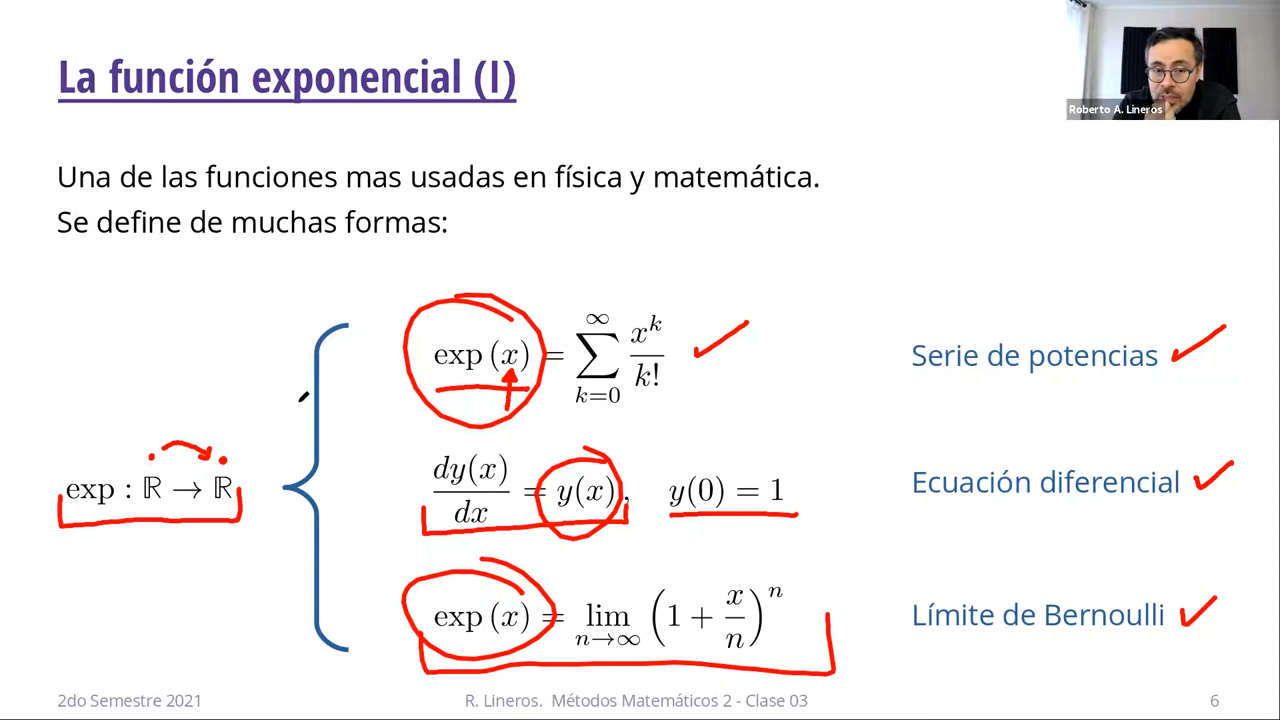 La función exponencial (I)
Roberto A. Lineros
Una de las funciones mas usadas en física y matemática.
Se define de muchas formas:
exp (x) = ∑_{k=0}^{∞} x^k / k!
Serie de potencias
exp : ℝ → ℝ
dy(x)/dx = y(x), y(0) = 1
Ecuación diferencial
exp (x) = lim_{n→∞} (1 + x/n)^n
Límite de Bernoulli
2do Semestre 2021
R. Lineros. Métodos Matemáticos 2 - Clase 03
6